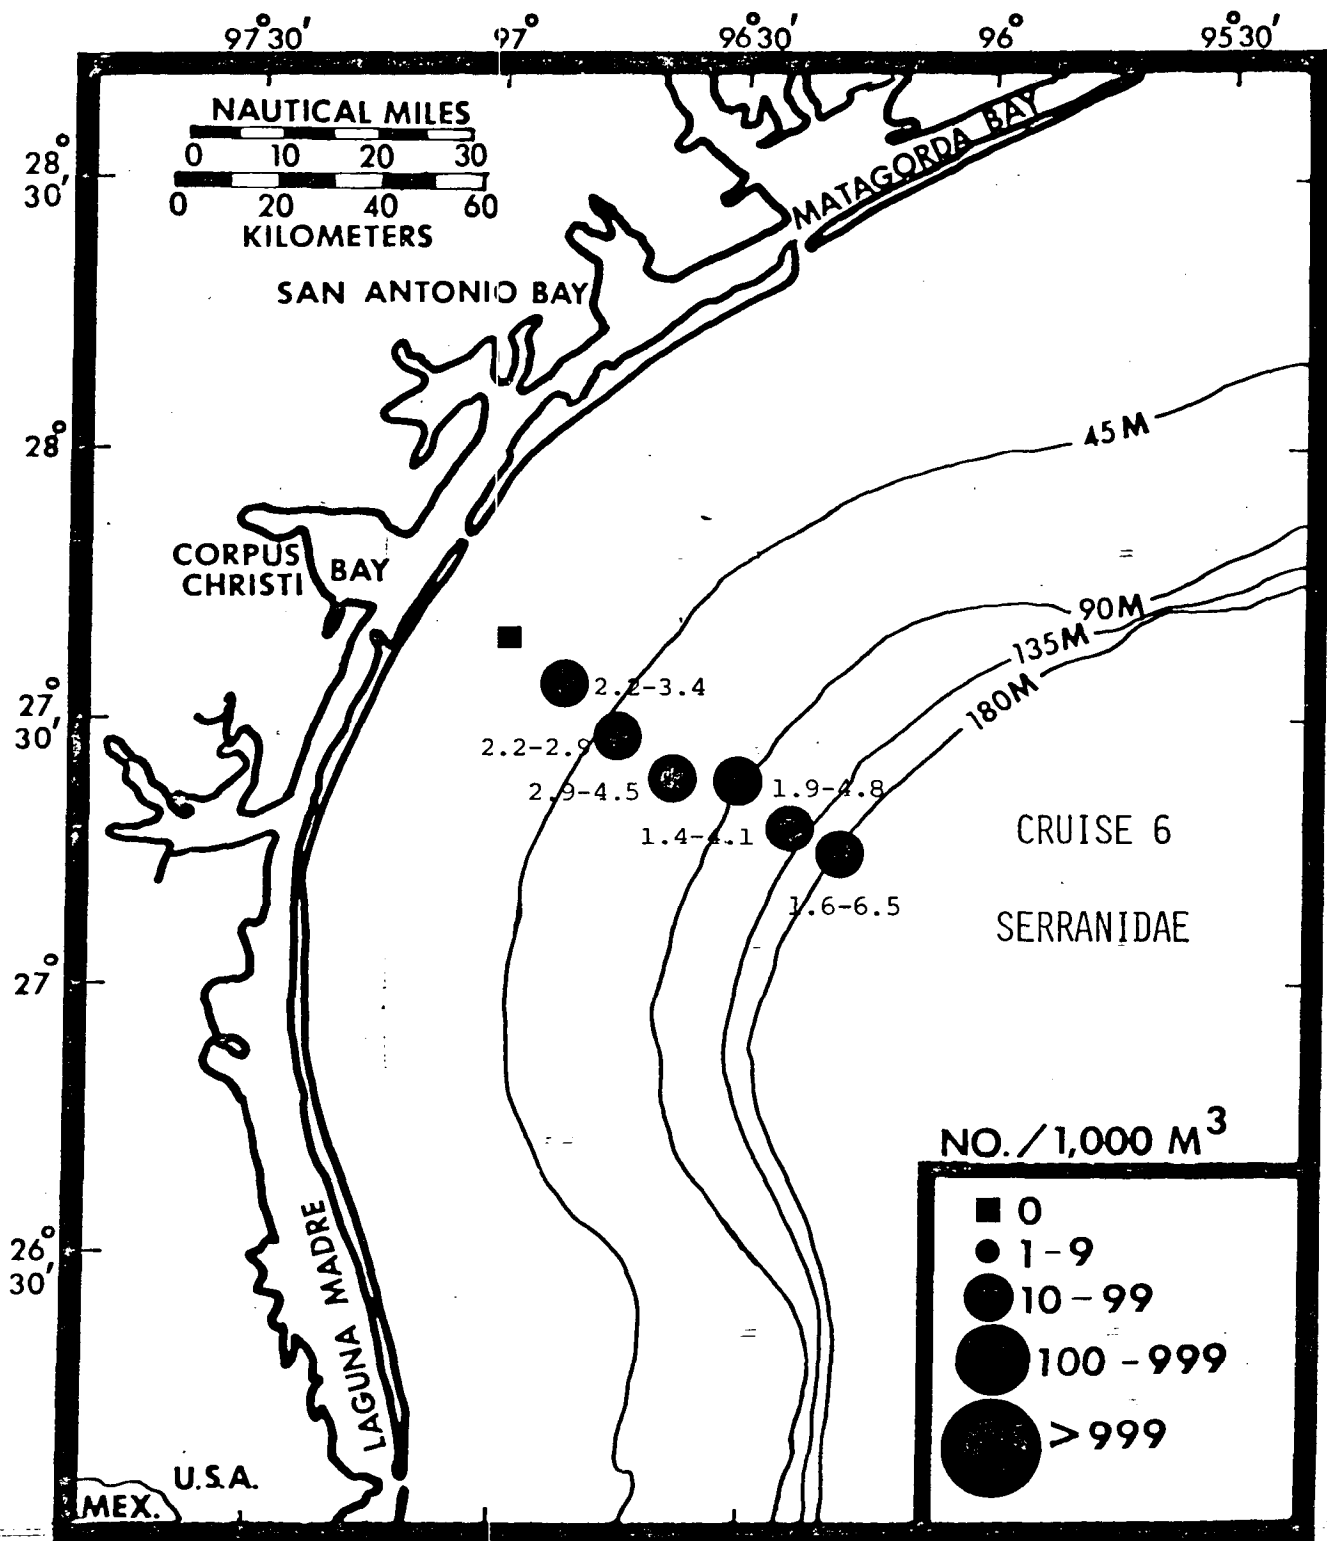 97°30' 97° 96°30' 96° 95°30'
NAUTICAL MILES
0 10 20 30
0 20 40 60
KILOMETERS
28°
30'
MATAGORDA BAY
SAN ANTONIO BAY
28°
45 M
CORPUS
CHRISTI BAY
90 M
135 M
180 M
27°
30'
2.2-3.4
2.2-2.9
2.9-4.5
1.9-4.8
1.4-4.1
1.6-6.5
CRUISE 6
SERRANIDAE
27°
NO./1,000 M³
0
1-9
10-99
100-999
>999
26°
30'
LAGUNA MADRE
U.S.A.
MEX.